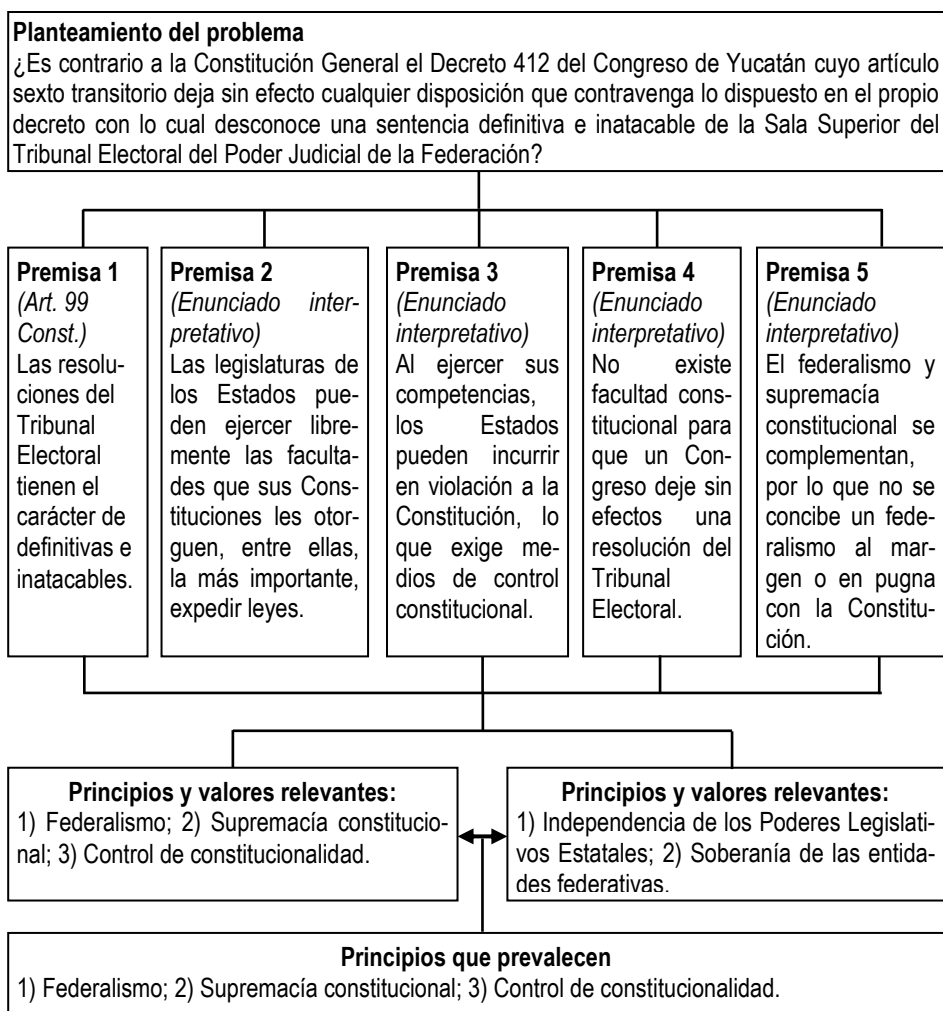 Planteamiento del problema
¿Es contrario a la Constitución General el Decreto 412 del Congreso de Yucatán cuyo artículo
sexto transitorio deja sin efecto cualquier disposición que contravenga lo dispuesto en el propio
decreto con lo cual desconoce una sentencia definitiva e inatacable de la Sala Superior del
Tribunal Electoral del Poder Judicial de la Federación?
Premisa 1
(Art. 99
Const.)
Las resolu-
ciones del
Tribunal
Electoral
tienen el
carácter de
definitivas e
inatacables.
Premisa 2
(Enunciado inter-
pretativo)
Las legislaturas de
los Estados pue-
den ejercer libre-
mente las faculta-
des que sus Cons-
tituciones les otor-
guen, entre ellas,
la más importante,
expedir leyes.
Premisa 3
(Enunciado
interpretativo)
Al ejercer sus
competencias,
los Estados
pueden incurrir
en violación a la
Constitución, lo
que exige me-
dios de control
constitucional.
Premisa 4
(Enunciado
interpretativo)
No existe
facultad cons-
titucional para
que un Con-
greso deje sin
efectos una
resolución del
Tribunal
Electoral.
Premisa 5
(Enunciado
interpretativo)
El federalismo y
supremacía
constitucional se
complementan,
por lo que no se
concibe un fede-
ralismo al mar-
gen o en pugna
con la Constitu-
ción.
Principios y valores relevantes:
1) Federalismo; 2) Supremacía constitucio-
nal; 3) Control de constitucionalidad.
Principios y valores relevantes:
1) Independencia de los Poderes Legislati-
vos Estatales; 2) Soberanía de las enti-
dades federativas.
Principios que prevalecen
1) Federalismo; 2) Supremacía constitucional; 3) Control de constitucionalidad.